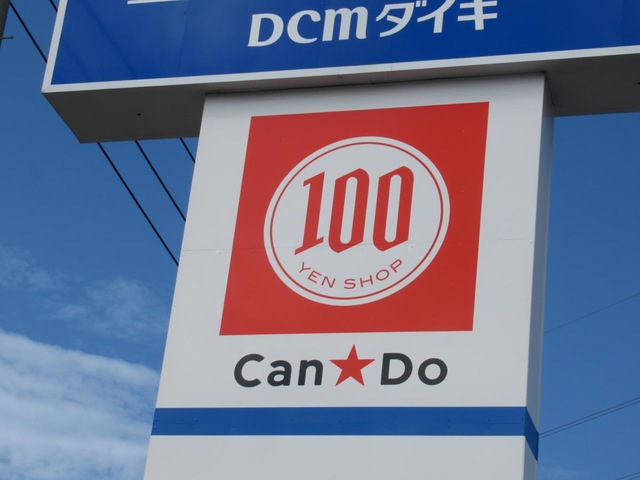 DCMダイキ
100
YEN SHOP
Can★Do